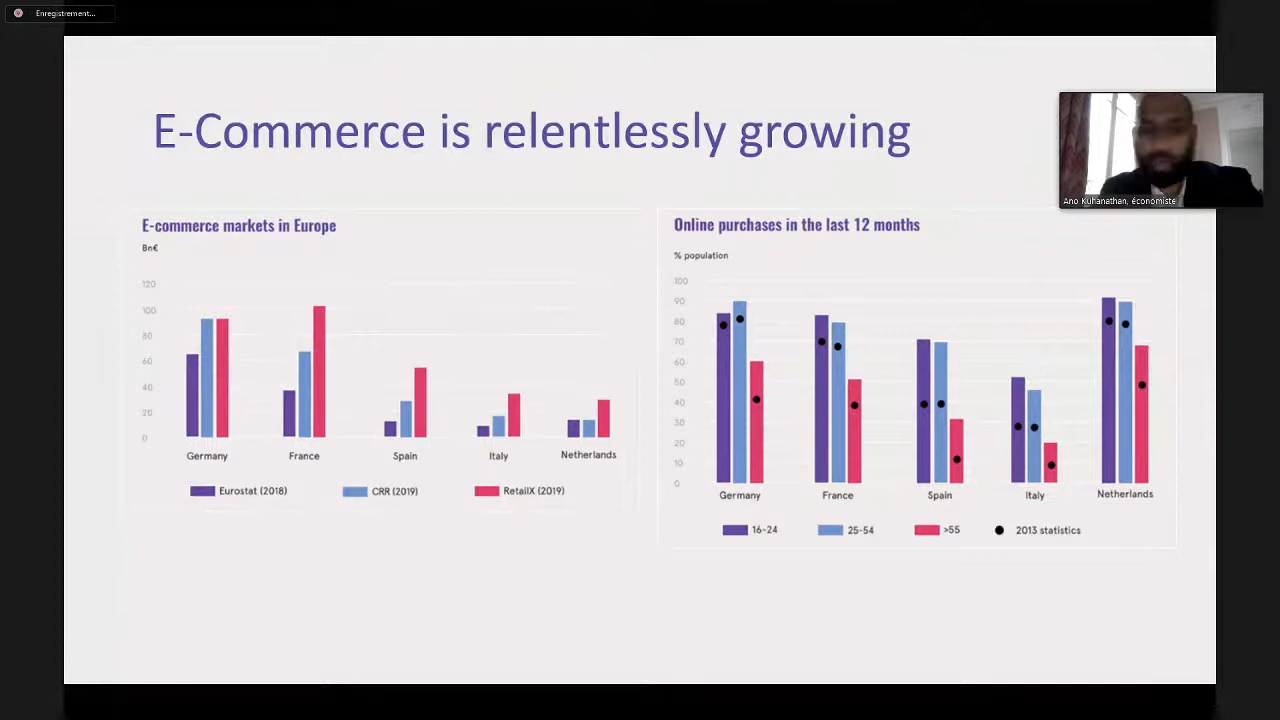 Enregistrement...
E-Commerce is relentlessly growing
Ano Kuhanathan, économiste
E-commerce markets in Europe
Bn€
120
100
80
60
40
20
0
Germany France Spain Italy Netherlands
Eurostat (2018) CRR (2019) RetailX (2019)
Online purchases in the last 12 months
% population
100
90
80
70
60
50
40
30
20
10
0
Germany France Spain Italy Netherlands
16-24 25-54 >55 2013 statistics